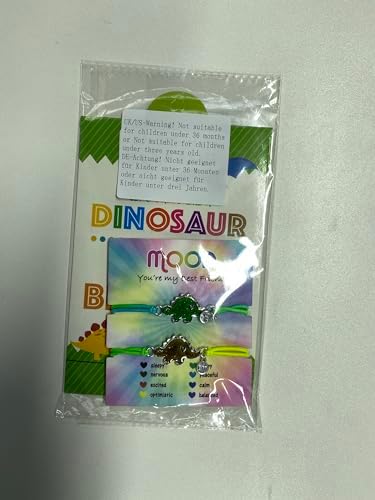 UK/US-Warning! Not suitable
for children under 36 months
or Not suitable for children
under three years old.
DE-Achtung! Nicht geeignet
für Kinder unter 36 Monaten
oder nicht geeignet für
Kinder unter drei Jahren.
DINOSAUR
mood
You're my best Friend
B
sleepy
nervous
peaceful
excited
calm
optimistic
balanced